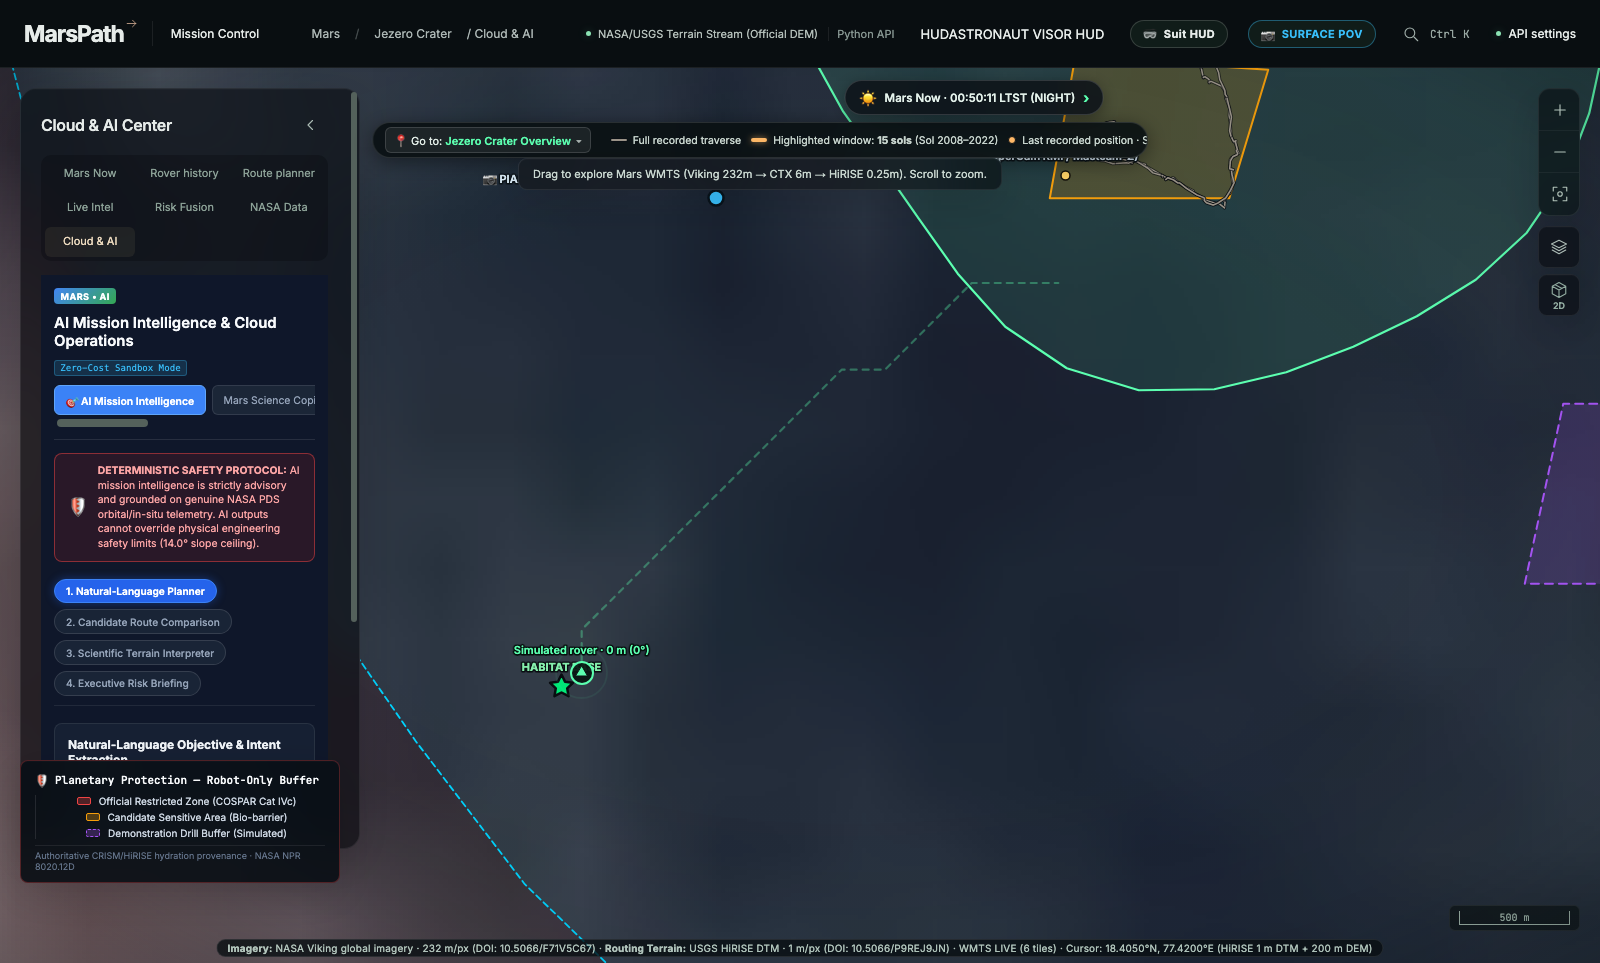 MarsPath→
Mission Control
Mars / Jezero Crater / Cloud & AI
NASA/USGS Terrain Stream (Official DEM)
Python API
HUDASTRONAUT VISOR HUD
Suit HUD
SURFACE POV
Ctrl K
API settings
Mars Now · 00:50:11 LTST (NIGHT) ›
Go to: Jezero Crater Overview
Full recorded traverse
Highlighted window: 15 sols (Sol 2008–2022)
Last recorded position · S
Drag to explore Mars WMTS (Viking 232m → CTX 6m → HiRISE 0.25m). Scroll to zoom.
PIA
Cloud & AI Center
Mars Now
Rover history
Route planner
Live Intel
Risk Fusion
NASA Data
Cloud & AI
MARS • AI
AI Mission Intelligence & Cloud
Operations
Zero-Cost Sandbox Mode
AI Mission Intelligence
Mars Science Copi
DETERMINISTIC SAFETY PROTOCOL: AI
mission intelligence is strictly advisory
and grounded on genuine NASA PDS
orbital/in-situ telemetry. AI outputs
cannot override physical engineering
safety limits (14.0° slope ceiling).
1. Natural-Language Planner
2. Candidate Route Comparison
3. Scientific Terrain Interpreter
4. Executive Risk Briefing
Natural-Language Objective & Intent
Extraction
Planetary Protection — Robot-Only Buffer
Official Restricted Zone (COSPAR Cat IVc)
Candidate Sensitive Area (Bio-barrier)
Demonstration Drill Buffer (Simulated)
Authoritative CRISM/HiRISE hydration provenance · NASA NPR
8020.12D
Simulated rover · 0 m (0°)
HABITAT
2D
500 m
Imagery: NASA Viking global imagery · 232 m/px (DOI: 10.5066/F71V5C67) · Routing Terrain: USGS HiRISE DTM · 1 m/px (DOI: 10.5066/P9REJ9JN) · WMTS LIVE (6 tiles) · Cursor: 18.4050°N, 77.4200°E (HiRISE 1 m DTM + 200 m DEM)